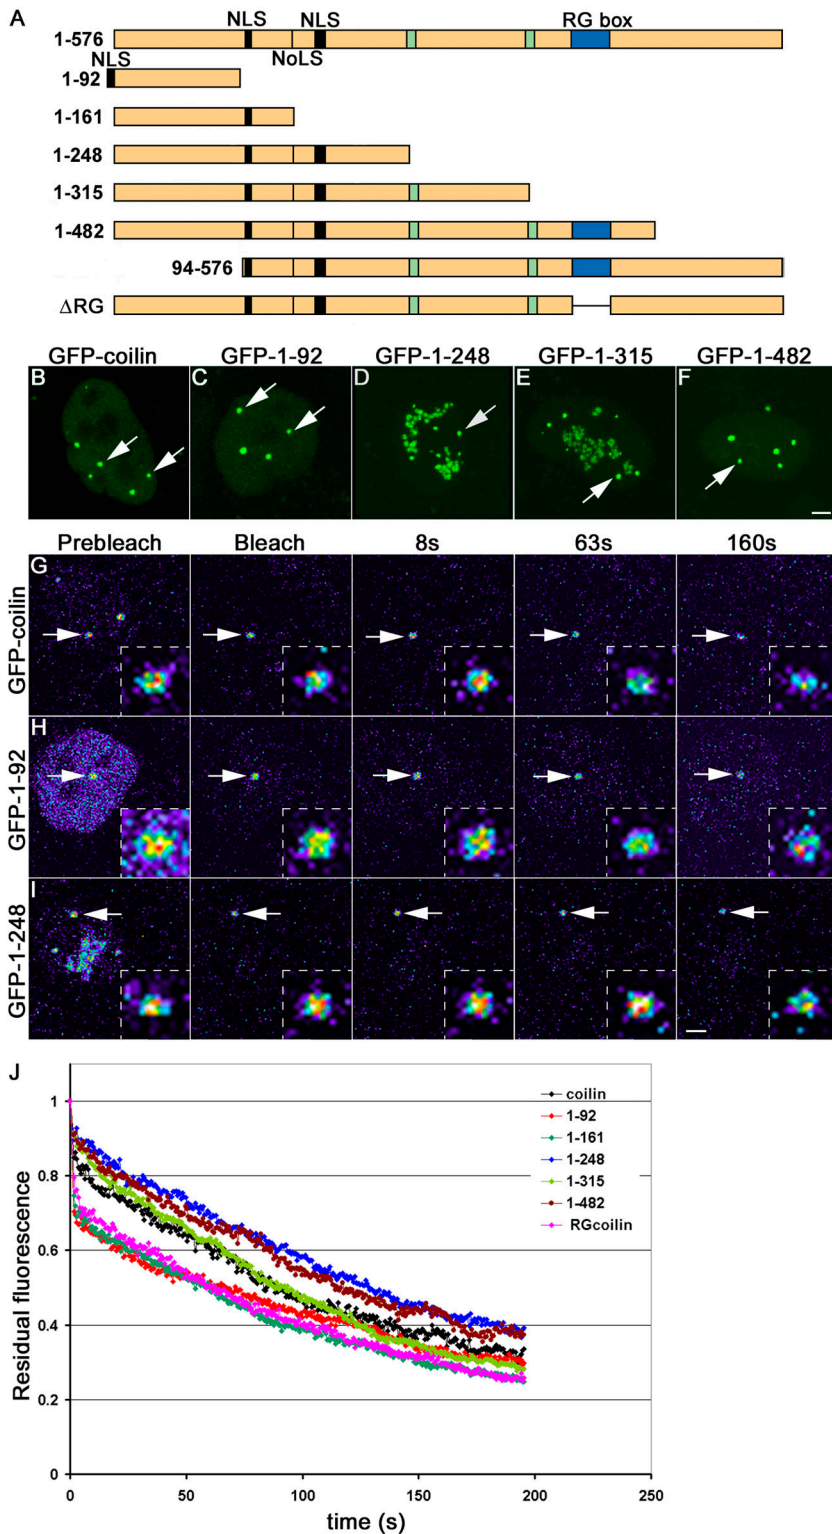 A
NLS NLS RG box
1-576
NLS NoLS
1-92
1-161
1-248
1-315
1-482
94-576
ΔRG
GFP-coilin GFP-1-92 GFP-1-248 GFP-1-315 GFP-1-482
B C D E F
Prebleach Bleach 8s 63s 160s
G
GFP-coilin
H
GFP-1-92
I
GFP-1-248
J
coilin
1-92
1-161
1-248
1-315
1-482
RGcoilin
1
0.8
0.6
0.4
0.2
0
Residual fluorescence
0 50 100 150 200 250
time (s)